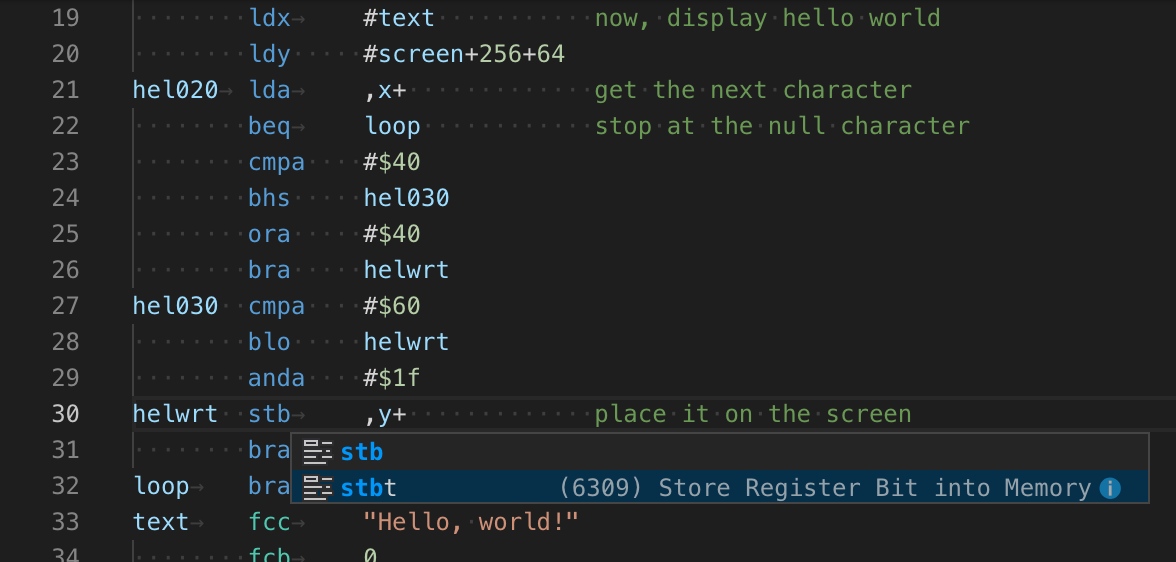 19 ldx #text now, display hello world
20 ldy #screen+256+64
21 hel020 lda ,x+ get the next character
22 beq loop stop at the null character
23 cmpa #$40
24 bhs hel030
25 ora #$40
26 bra helwrt
27 hel030 cmpa #$60
28 blo helwrt
29 anda #$1f
30 helwrt stb ,y+ place it on the screen
31 bra stb
32 loop bra stbt (6309) Store Register Bit into Memory
33 text fcc "Hello, world!"
34 fcb 0